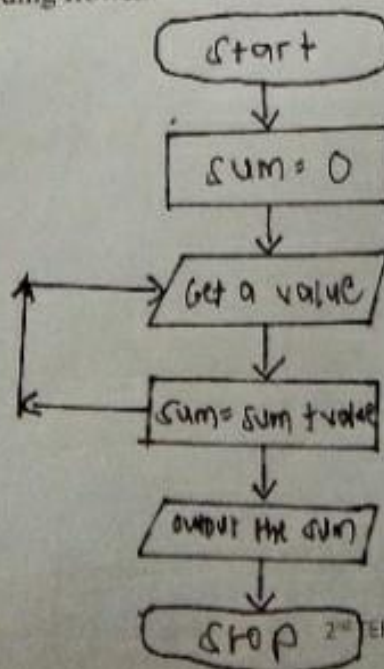 start
sum = 0
Get a value
sum = sum + value
output the sum
stop